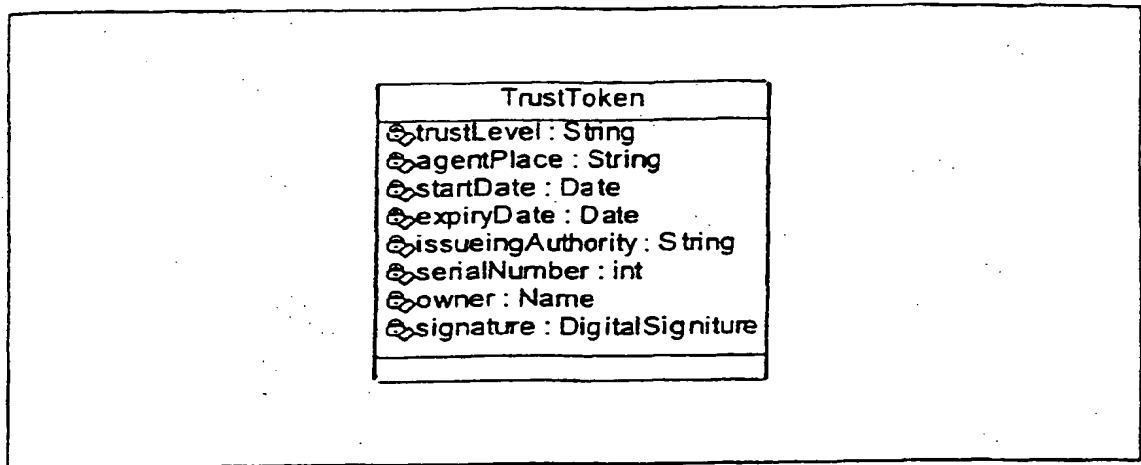 TrustToken
trustLevel : String
agentPlace : String
startDate : Date
expiryDate : Date
issueingAuthority : String
serialNumber : int
owner : Name
signature : DigitalSigniture